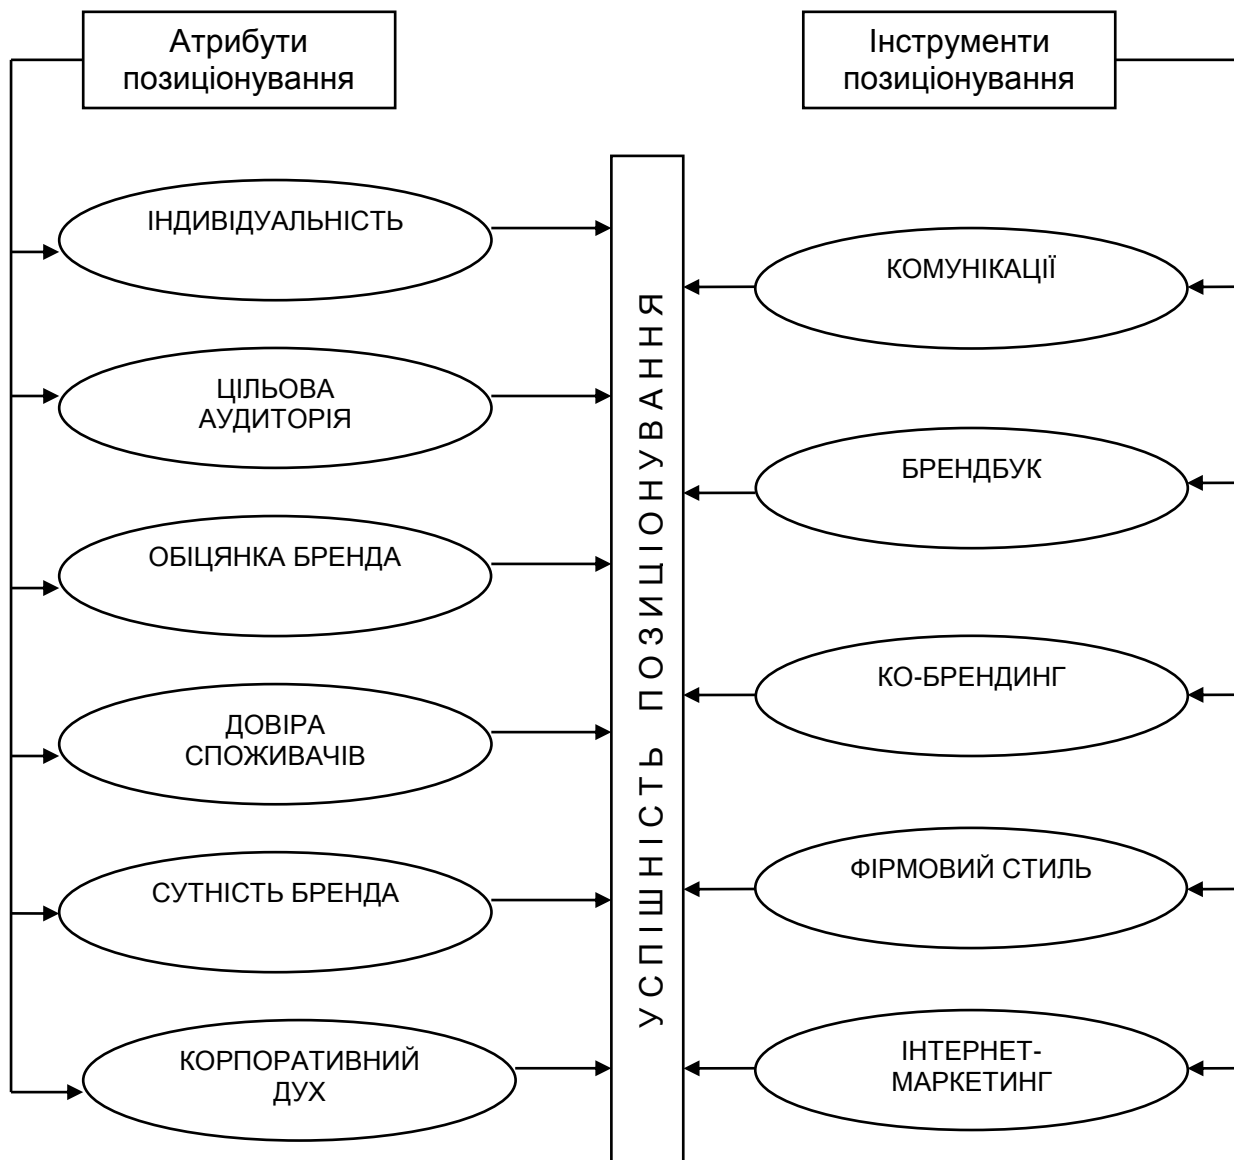 Атрибути
позиціонування
Інструменти
позиціонування
ІНДИВІДУАЛЬНІСТЬ
ЦІЛЬОВА
АУДИТОРІЯ
ОБІЦЯНКА БРЕНДА
ДОВІРА
СПОЖИВАЧІВ
СУТНІСТЬ БРЕНДА
КОРПОРАТИВНИЙ
ДУХ
УСПІШНІСТЬ ПОЗИЦІОНУВАННЯ
КОМУНІКАЦІЇ
БРЕНДБУК
КО-БРЕНДИНГ
ФІРМОВИЙ СТИЛЬ
ІНТЕРНЕТ-
МАРКЕТИНГ